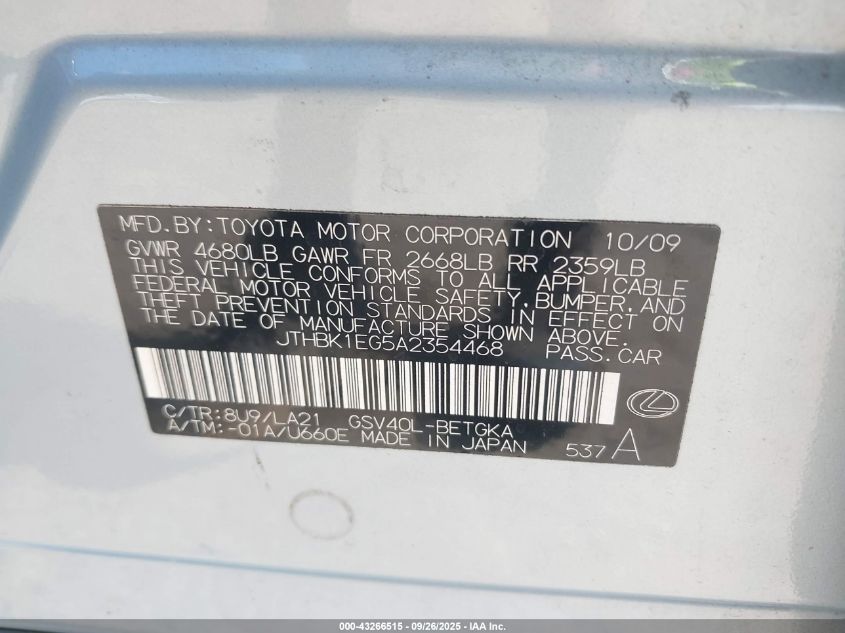 MFD.BY:TOYOTA MOTOR CORPORATION 10/09
GVWR 4680LB GAWR FR 2668LB RR 2359LB
THIS VEHICLE CONFORMS TO ALL APPLICABLE
FEDERAL MOTOR VEHICLE SAFETY, BUMPER, AND
THEFT PREVENTION STANDARDS IN EFFECT ON
THE DATE OF MANUFACTURE SHOWN ABOVE.
JTHBK1EG5A2354468 PASS.CAR
C/TR:8U9/LA21 GSV40L-BETGKA
A/TM:-01A/U660E MADE IN JAPAN 537A
000-43266515 - 09/26/2025 - IAA Inc.